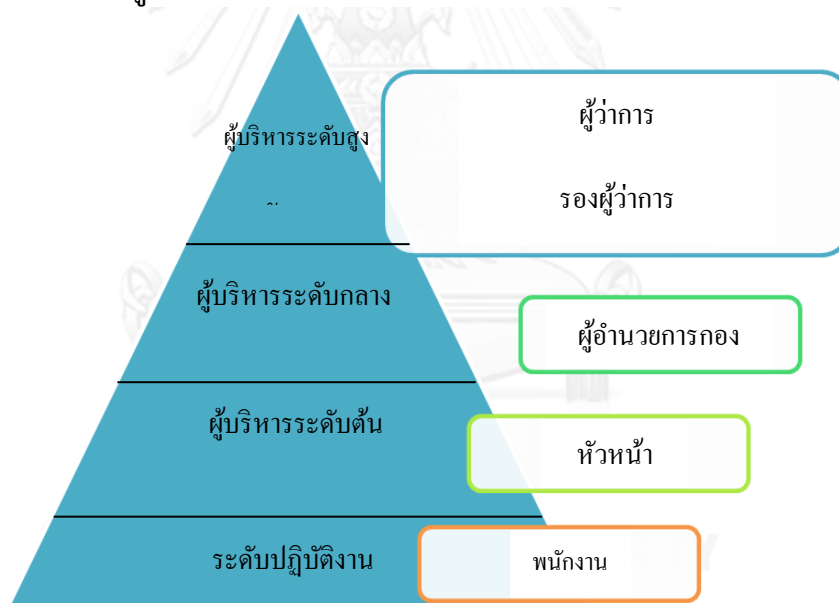 ผู้บริหารระดับสูง
ผู้ว่าการ
รองผู้ว่าการ
ผู้บริหารระดับกลาง
ผู้อำนวยการกอง
ผู้บริหารระดับต้น
หัวหน้า
ระดับปฏิบัติงาน
พนักงาน